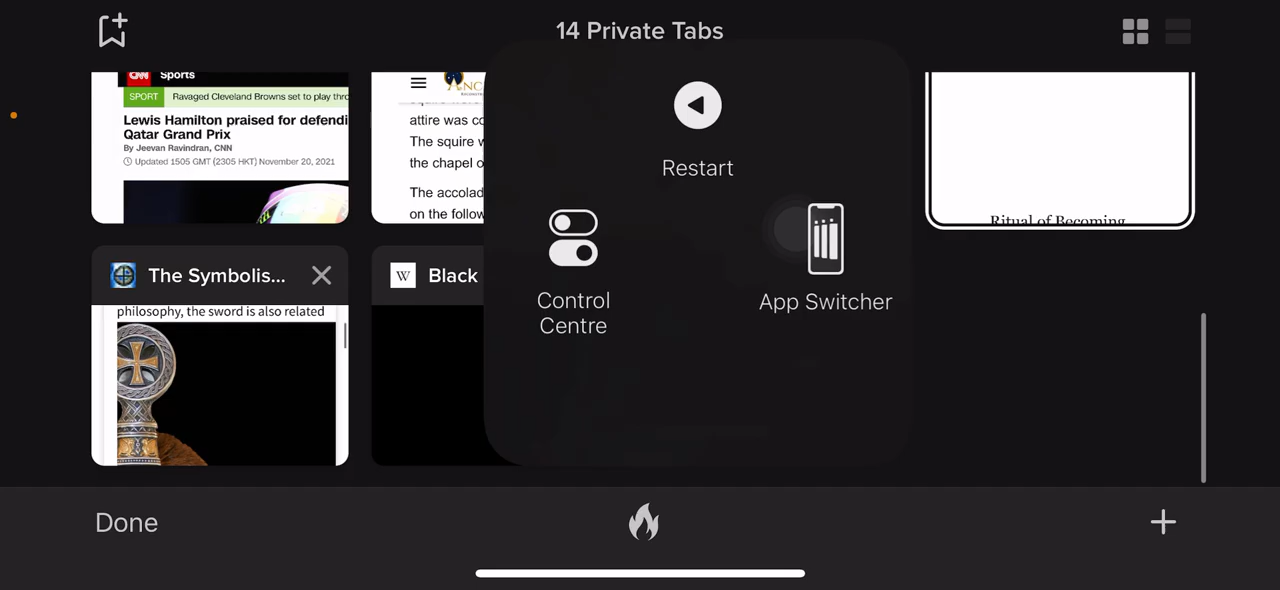 14 Private Tabs
CNN Sports
SPORT Ravaged Cleveland Browns set to play
Lewis Hamilton praised for
Qatar Grand Prix
By Jeevan Ravindran, CNN
Updated 1505 GMT (2305 HKT) November 20, 2021
attire was
The squire
the chapel
The accolad
on the follow
Restart
Control
Centre
App Switcher
Ritual of Becoming
The Symbolis...
philosophy, the sword is also related
W Black
Done